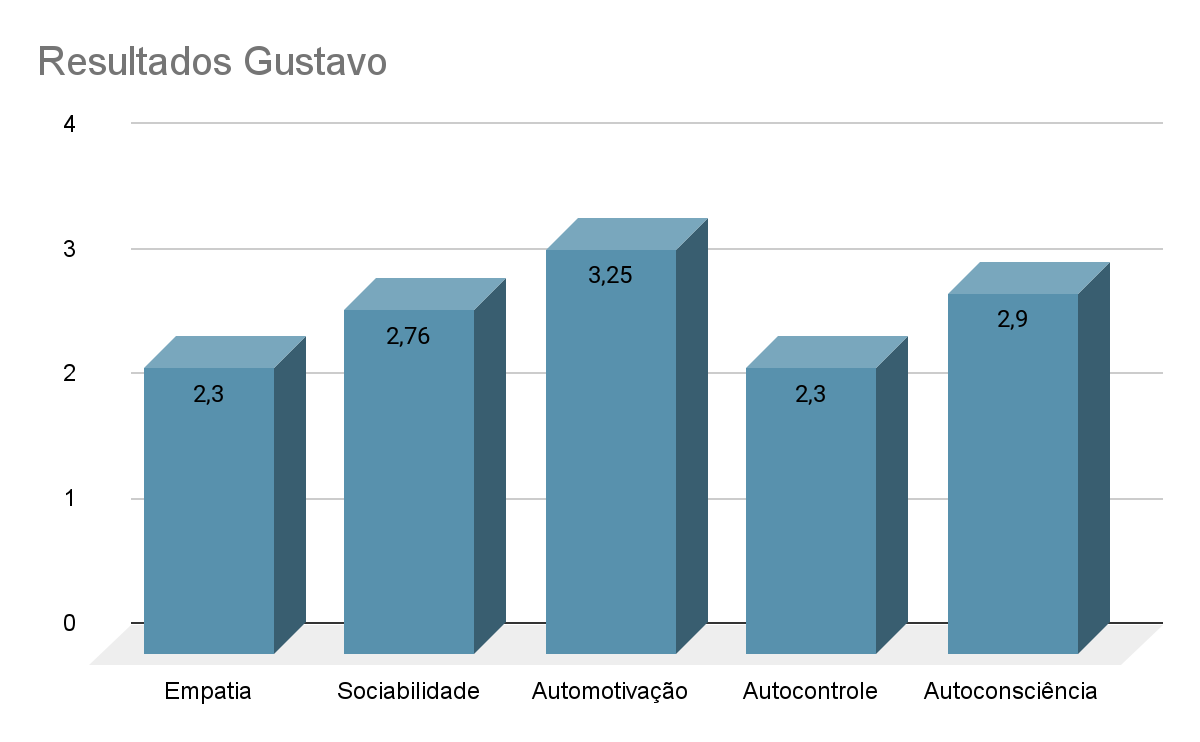 Resultados Gustavo
4
3
2
1
0
2,3
2,76
3,25
2,3
2,9
Empatia
Sociabilidade
Automotivação
Autocontrole
Autoconsciência